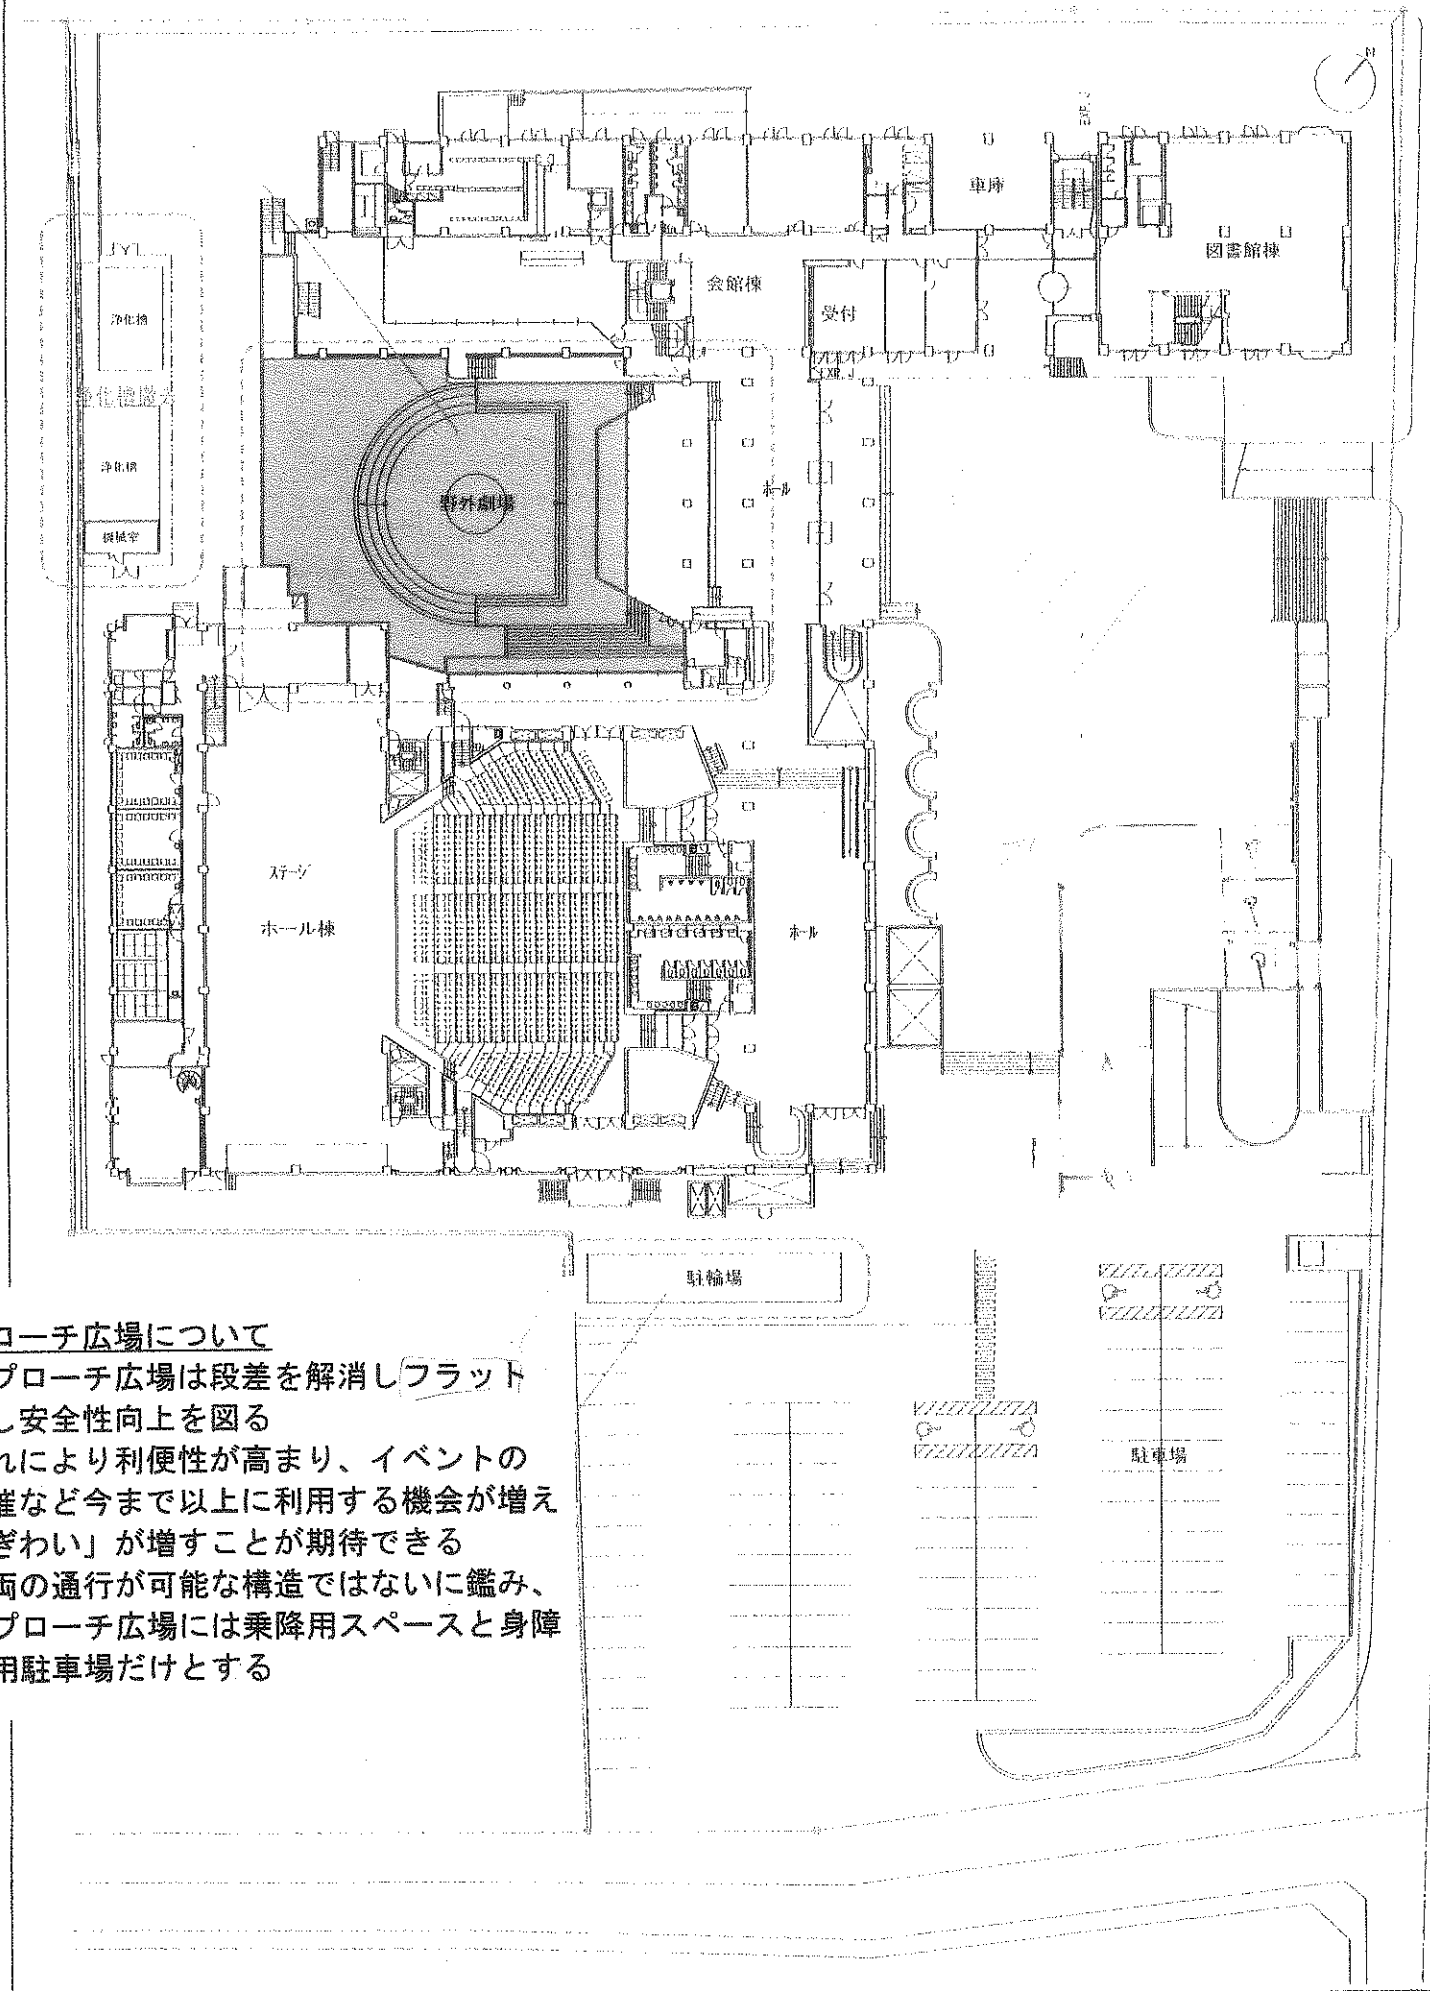 N
EXP.J
車庫
図書館棟
会館棟
受付
EXP.J
浄化槽
浄化槽拡大
浄化槽
機械室
野外劇場
ホール
ステージ
ホール棟
ホール
駐輪場
駐車場
ローチ広場について
プローチ広場は段差を解消しフラット
し安全性向上を図る
れにより利便性が高まり、イベントの
催など今まで以上に利用する機会が増え
ぎわい」が増すことが期待できる
両の通行が可能な構造ではないに鑑み、
プローチ広場には乗降用スペースと身障
用駐車場だけとする